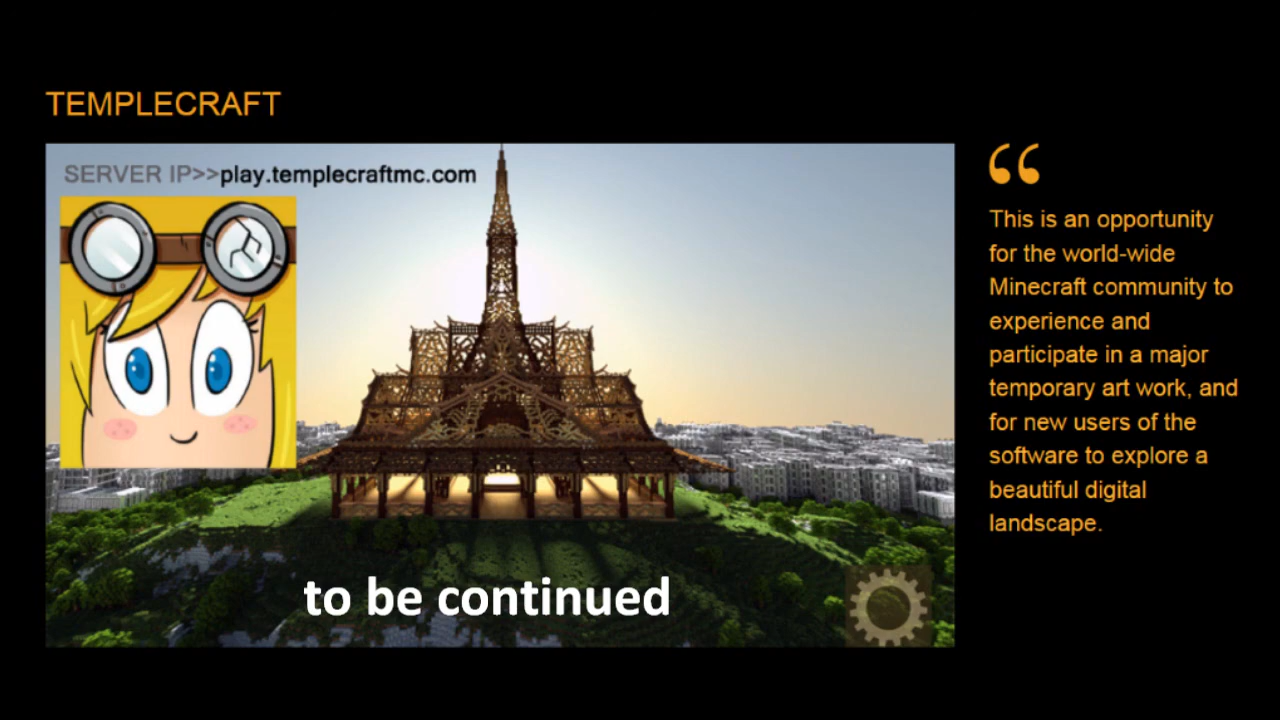 TEMPLECRAFT
SERVER IP>>play.templecraftmc.com
to be continued
“
This is an opportunity
for the world-wide
Minecraft community to
experience and
participate in a major
temporary art work, and
for new users of the
software to explore a
beautiful digital
landscape.